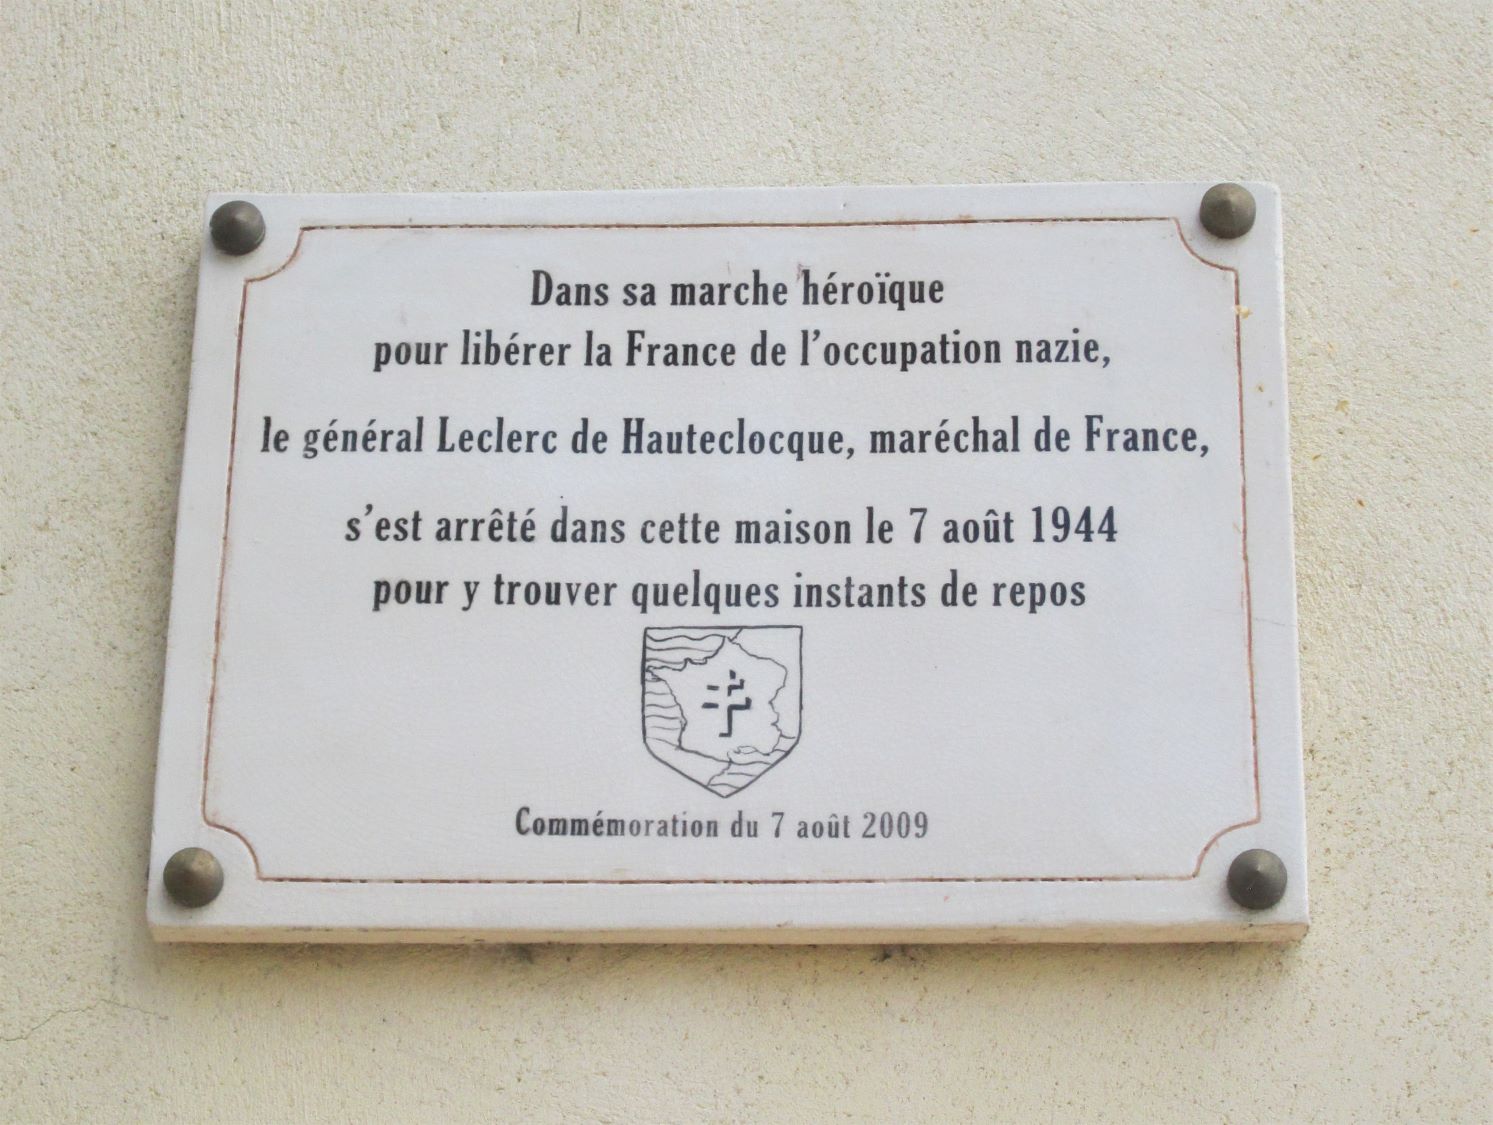 Dans sa marche héroïque
pour libérer la France de l'occupation nazie,
le général Leclerc de Hauteclocque, maréchal de France,
s'est arrêté dans cette maison le 7 août 1944
pour y trouver quelques instants de repos
Commémoration du 7 août 2009